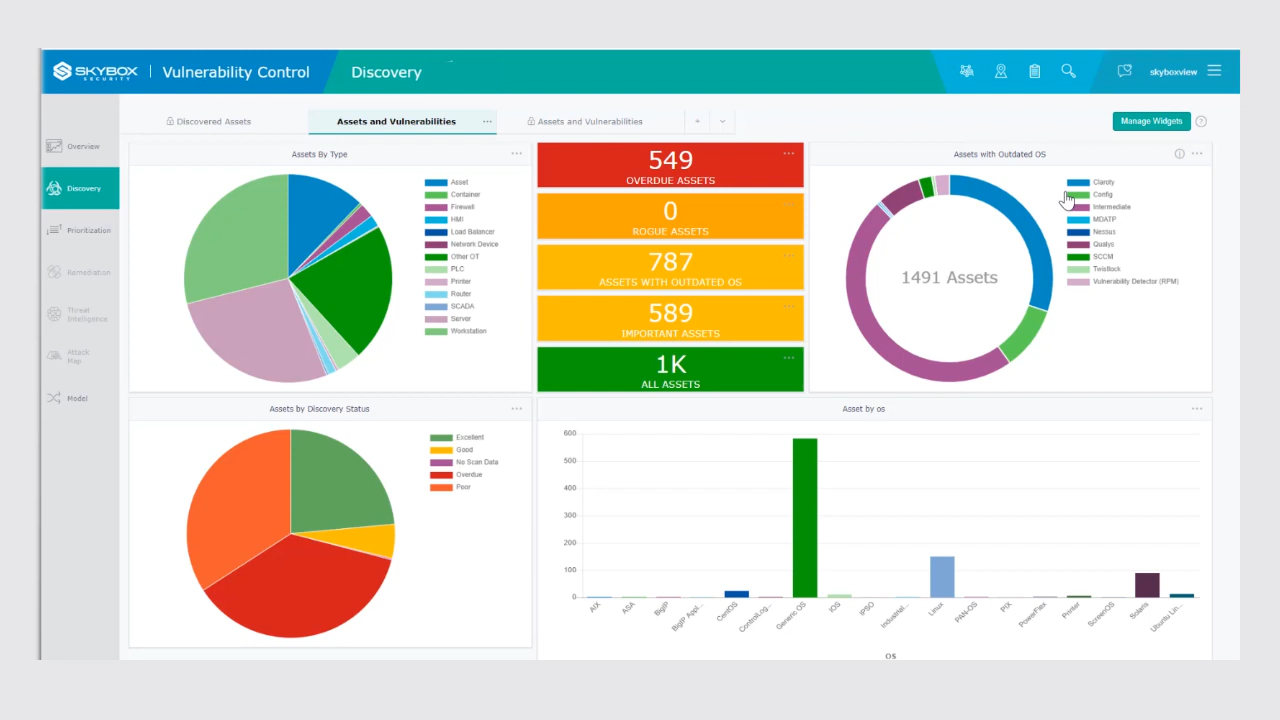 SKYBOX
SECURITY
Vulnerability Control
Discovery
skyboxview
Overview
Discovery
Prioritization
Remediation
Threat
Intelligence
Attack
Map
Model
Discovered Assets
Assets and Vulnerabilities
Assets and Vulnerabilities
Manage Widgets
Assets By Type
Asset
Container
Firewall
HMI
Load Balancer
Network Device
Other OT
PLC
Printer
Router
SCADA
Server
Workstation
549
OVERDUE ASSETS
0
ROGUE ASSETS
787
ASSETS WITH OUTDATED OS
589
IMPORTANT ASSETS
1K
ALL ASSETS
Assets with Outdated OS
1491 Assets
Claroty
Config
Intermediate
MDATP
Nessus
Qualys
SCCM
Twistlock
Vulnerability Detector (RPM)
Assets by Discovery Status
Excellent
Good
No Scan Data
Overdue
Poor
Asset by os
600
500
400
300
200
100
0
AIX
ASA
BigIP
BigIP Appl...
CentOS
ControlLog...
Generic OS
IOS
IPSO
Industrial...
Linux
PAN-OS
PIX
PowerFlex
Printer
ScreenOS
Solaris
Ubuntu Lin...
OS